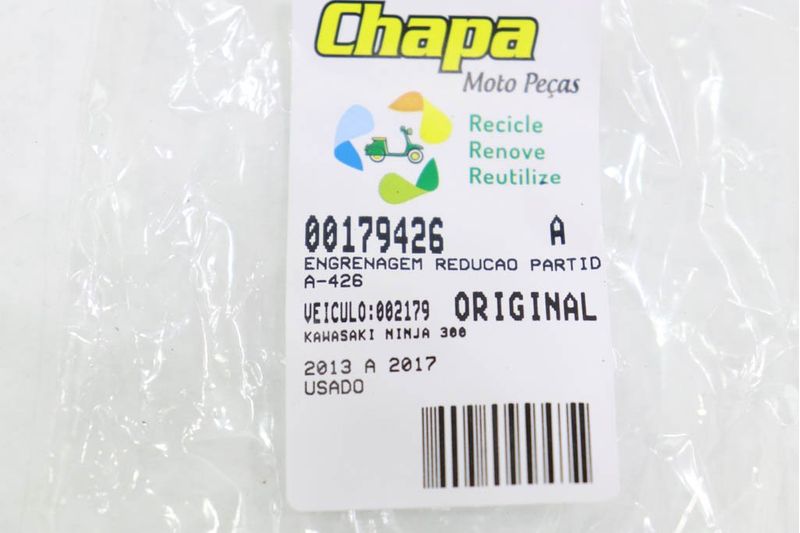 Chapa
Moto Peças
Recicle
Renove
Reutilize
00179426 A
ENGRENAGEM REDUCAO PARTID
A-426
VEICULO:002179 ORIGINAL
KAWASAKI NINJA 300
2013 A 2017
USADO